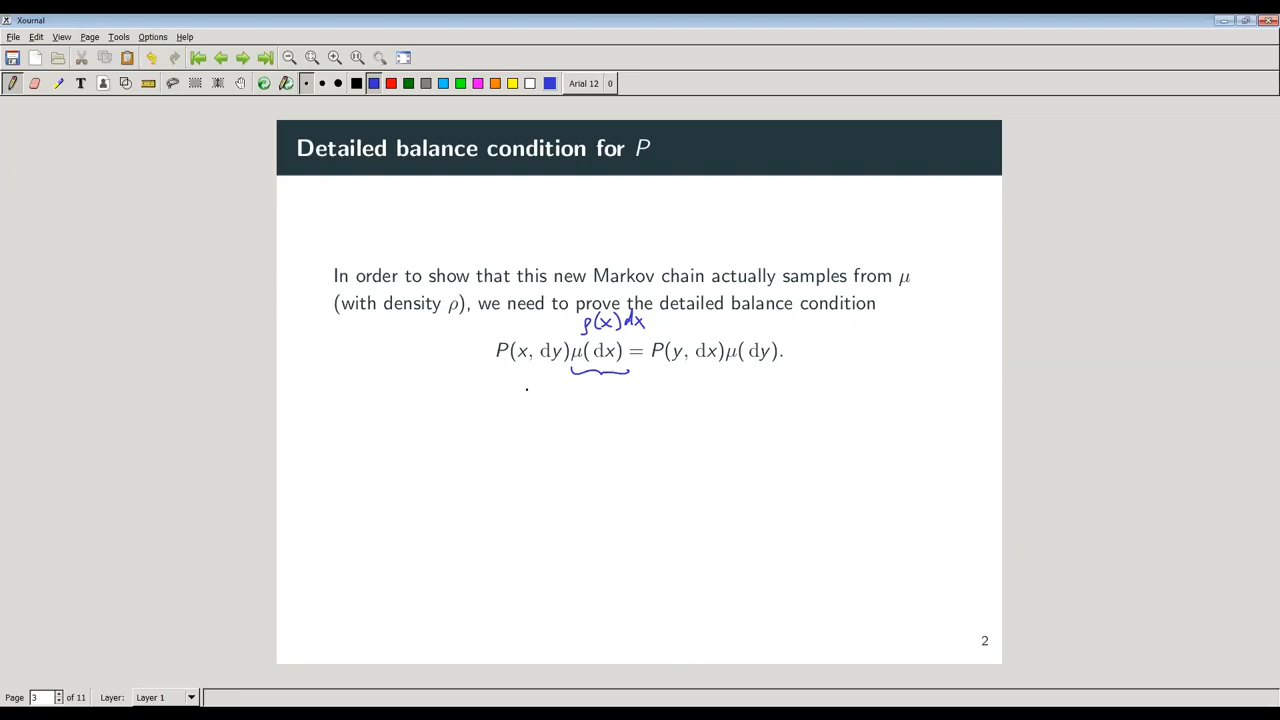 Xournal
File Edit View Page Tools Options Help
Arial 12 0
Detailed balance condition for P
In order to show that this new Markov chain actually samples from μ
(with density ρ), we need to prove the detailed balance condition
ρ(x)dx
P(x, dy)μ(dx) = P(y, dx)μ(dy).
2
Page 3 of 11 Layer: Layer 1